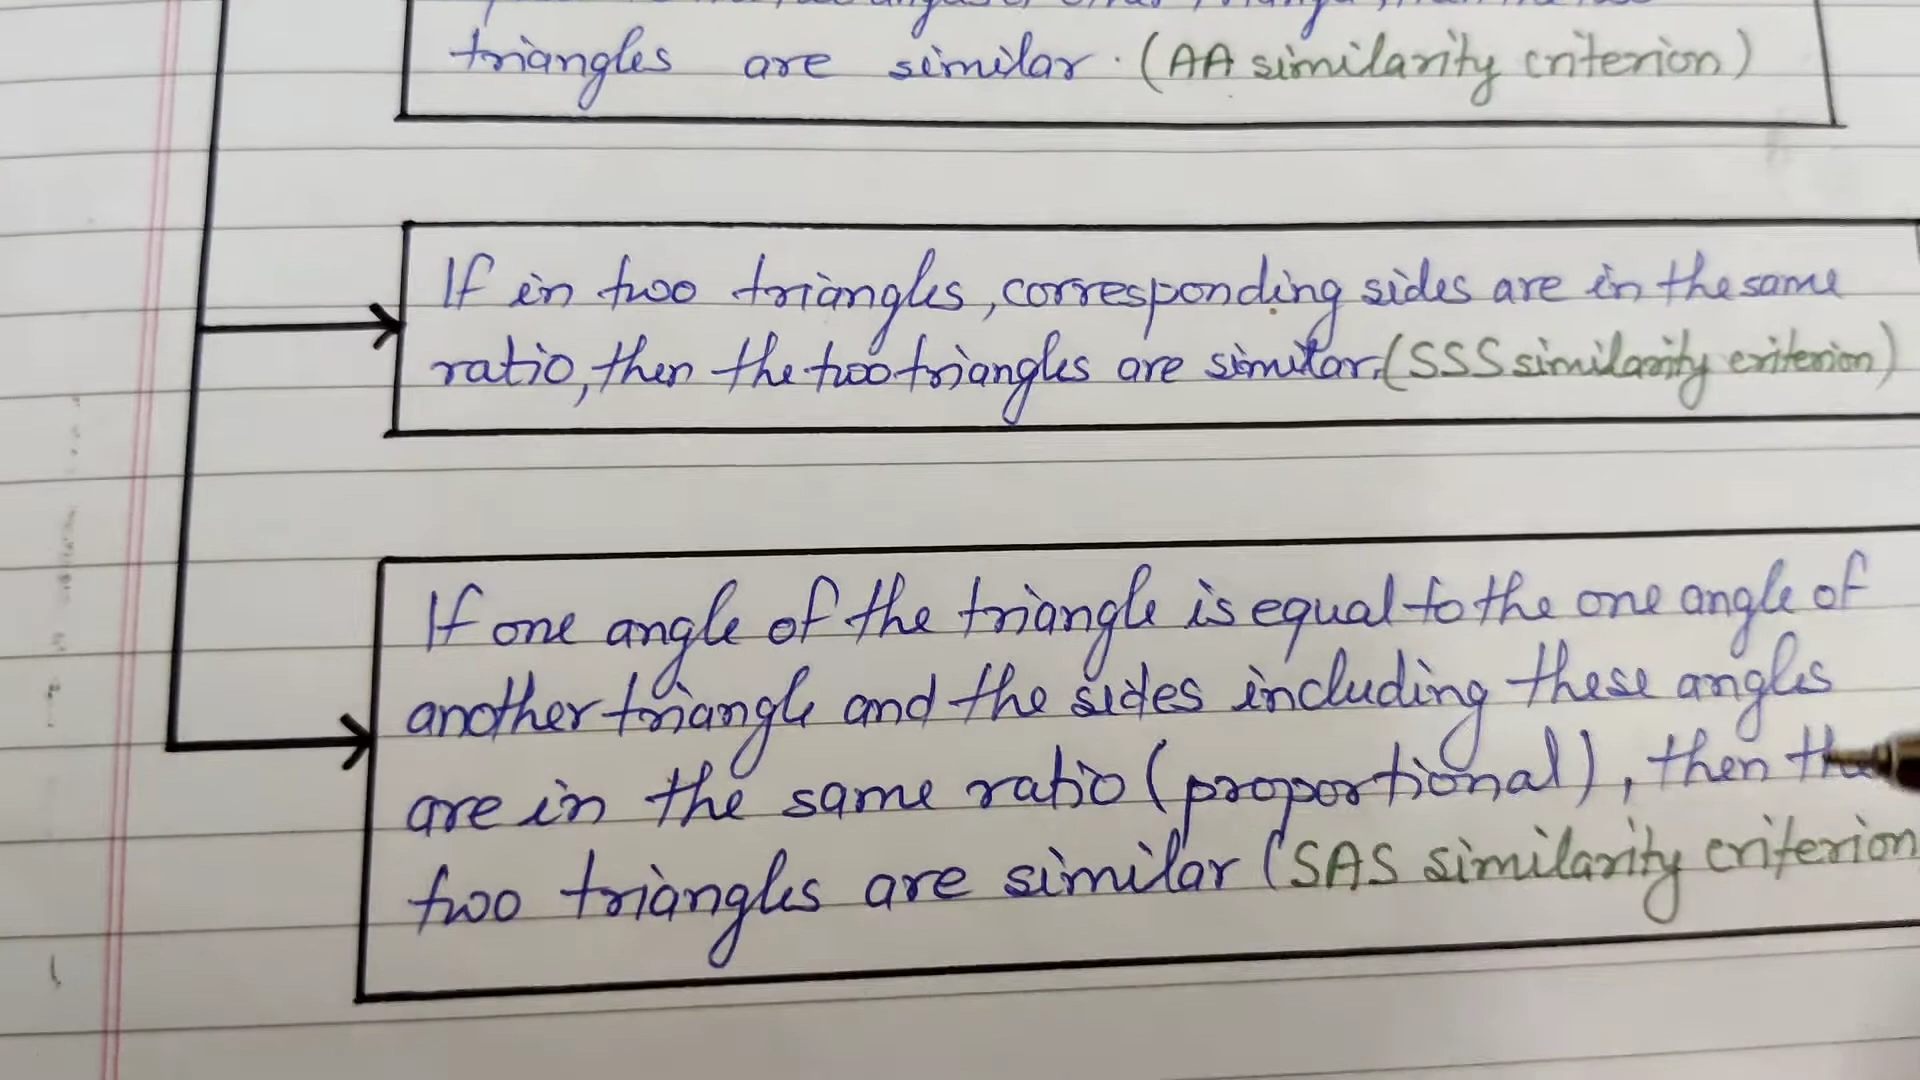 triangles are similar. (AA similarity criterion)
If in two triangles, corresponding sides are in the same
ratio, then the two triangles are similar. (SSS similarity criterion)
If one angle of the triangle is equal to the one angle of
another triangle and the sides including these angles
are in the same ratio (proportional), then the
two triangles are similar (SAS similarity criterion